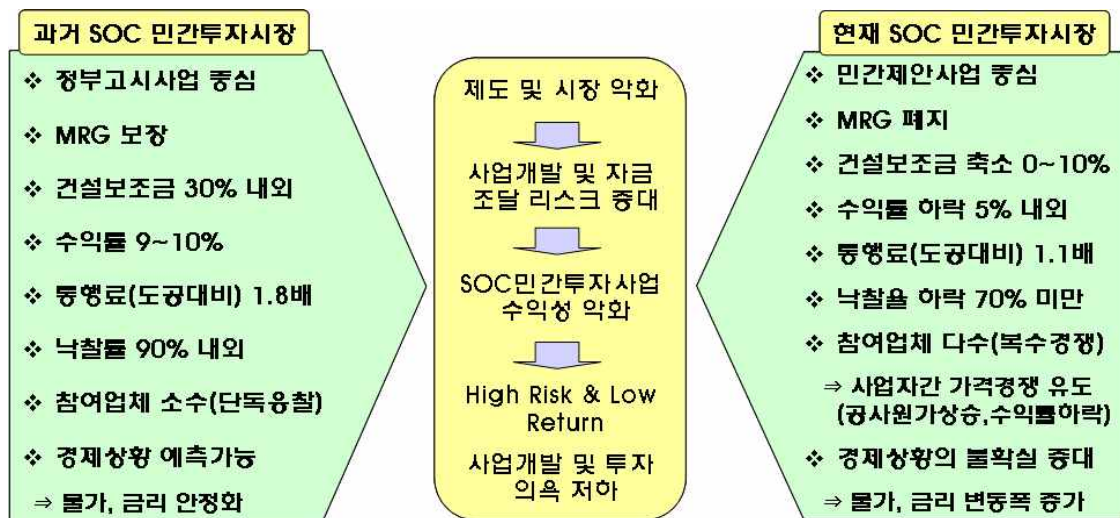 과거 SOC 민간투자시장
❖ 정부고시사업 중심
❖ MRG 보장
❖ 건설보조금 30% 내외
❖ 수익률 9~10%
❖ 통행료(도공대비) 1.8배
❖ 낙찰률 90% 내외
❖ 참여업체 소수(단독응찰)
❖ 경제상황 예측가능
⇒ 물가, 금리 안정화
제도 및 시장 악화
사업개발 및 자금
조달 리스크 증대
SOC민간투자사업
수익성 악화
High Risk & Low
Return
사업개발 및 투자
의욕 저하
현재 SOC 민간투자시장
❖ 민간제안사업 중심
❖ MRG 폐지
❖ 건설보조금 축소 0~10%
❖ 수익률 하락 5% 내외
❖ 통행료(도공대비) 1.1배
❖ 낙찰율 하락 70% 미만
❖ 참여업체 다수(복수경쟁)
⇒ 사업자간 가격경쟁 유도
(공사원가상승,수익률하락)
❖ 경제상황의 불확실 증대
⇒ 물가, 금리 변동폭 증가